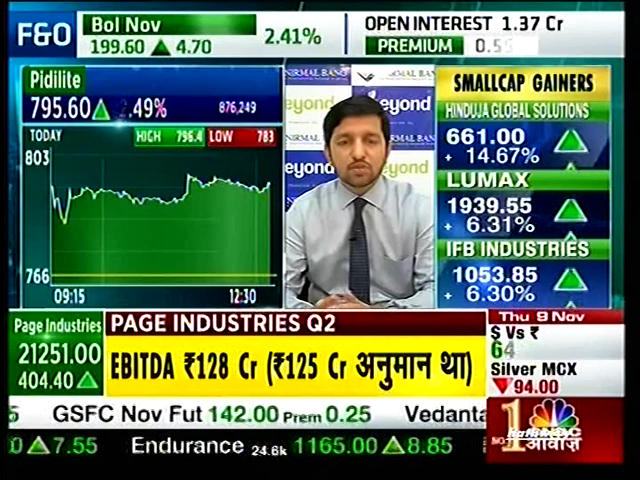 F&O
Bol Nov
199.60 4.70
2.41%
OPEN INTEREST 1.37 Cr
PREMIUM
Pidilite
795.60 2.49% 876,249
TODAY HIGH 796.4 LOW 783
803
766
09:15 12:30
NIRMAL BANG
beyond
SMALLCAP GAINERS
HINDUJA GLOBAL SOLUTIONS
661.00
+ 14.67%
LUMAX
1939.55
+ 6.31%
IFB INDUSTRIES
1053.85
+ 6.30%
Page Industries
21251.00
404.40
PAGE INDUSTRIES Q2
EBITDA ₹128 Cr (₹125 Cr अनुमान था)
Thu 9 Nov
$ Vs ₹
64
Silver MCX
94.00
GSFC Nov Fut 142.00 Prem 0.25 Vedanta
7.55 Endurance 24.6k 1165.00 8.85
आवाज़